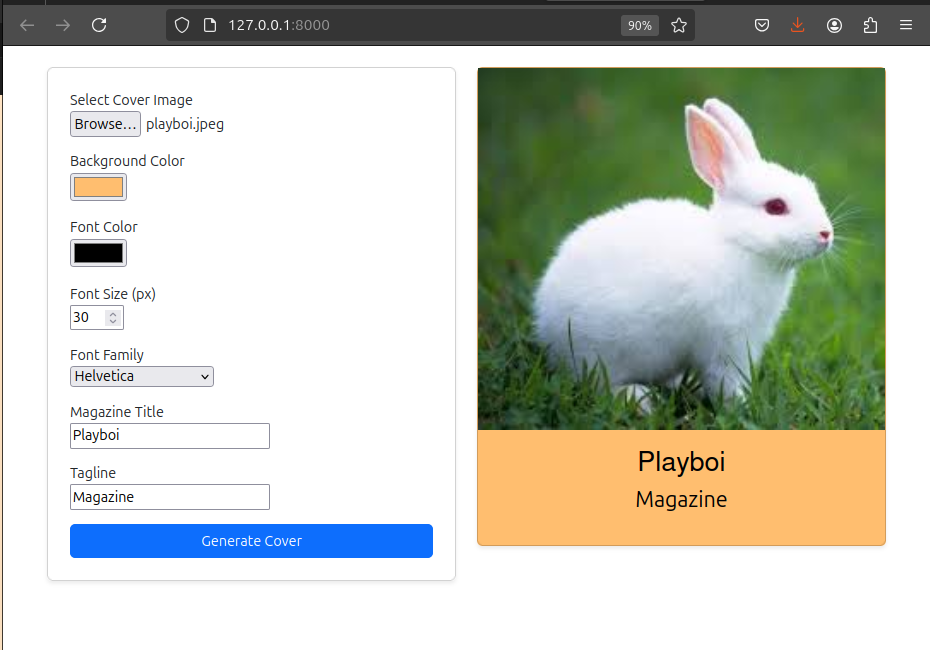 127.0.0.1:8000
90%
Select Cover Image
Browse... playboi.jpeg
Background Color
Font Color
Font Size (px)
30
Font Family
Helvetica
Magazine Title
Playboi
Tagline
Magazine
Generate Cover
Playboi
Magazine